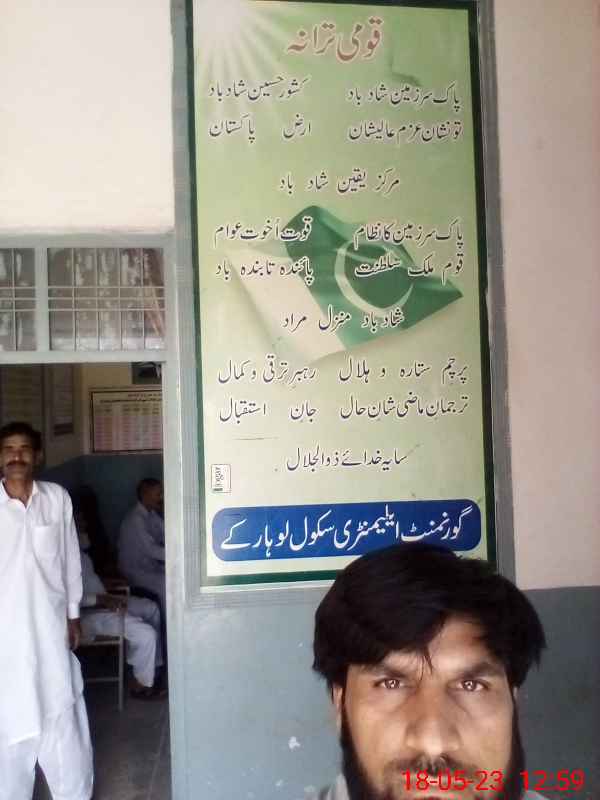 قومی ترانہ
پاک سرزمین شاد باد کشور حسین شاد باد
تو نشان عزم عالیشان ارض پاکستان
مرکز یقین شاد باد
پاک سرزمین کا نظام قوت اُخوت عوام
قوم ملک سلطنت پائندہ تابندہ باد
شاد باد منزل مراد
پرچم ستارہ و ہلال رہبر ترقی و کمال
ترجمان ماضی شان حال جان استقبال
سایہ خدائے ذوالجلال
گورنمنٹ ایلیمنٹری سکول لوہار کے
18-05-23 12:59